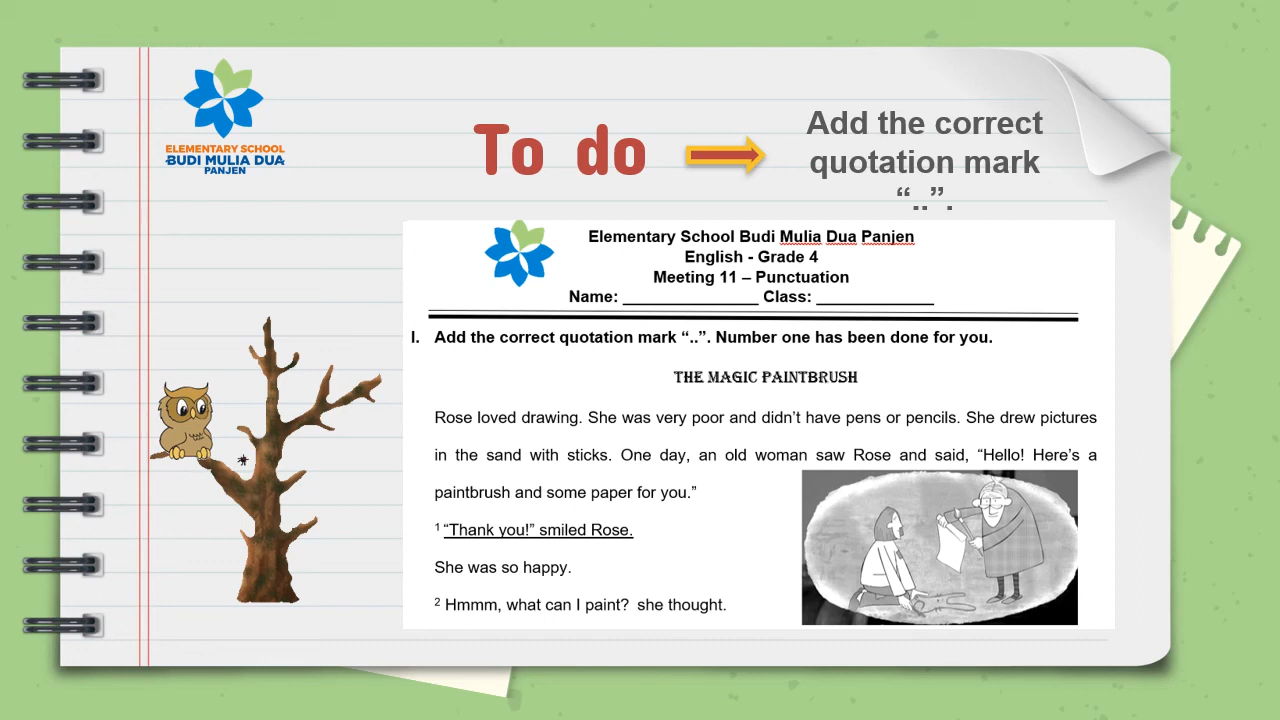 ELEMENTARY SCHOOL
BUDI MULIA DUA
PANJEN
To do
Add the correct
quotation mark
“..”.
Elementary School Budi Mulia Dua Panjen
English - Grade 4
Meeting 11 – Punctuation
Name: _______________ Class: _____________
I. Add the correct quotation mark “..”. Number one has been done for you.
THE MAGIC PAINTBRUSH
Rose loved drawing. She was very poor and didn’t have pens or pencils. She drew pictures
in the sand with sticks. One day, an old woman saw Rose and said, “Hello! Here’s a
paintbrush and some paper for you.”
1 “Thank you!” smiled Rose.
She was so happy.
2 Hmmm, what can I paint? she thought.